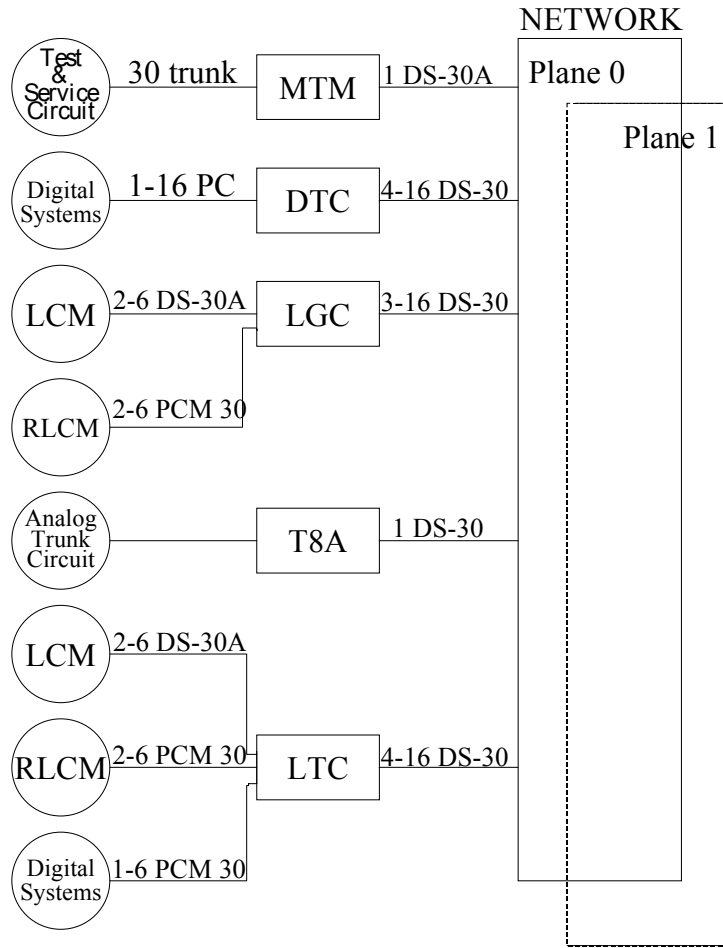 NETWORK
Test
&
Service
Circuit
30 trunk
MTM
1 DS-30A
Plane 0
Plane 1
Digital
Systems
1-16 PC
DTC
4-16 DS-30
LCM
2-6 DS-30A
LGC
3-16 DS-30
RLCM
2-6 PCM 30
Analog
Trunk
Circuit
T8A
1 DS-30
LCM
2-6 DS-30A
RLCM
2-6 PCM 30
LTC
4-16 DS-30
Digital
Systems
1-6 PCM 30